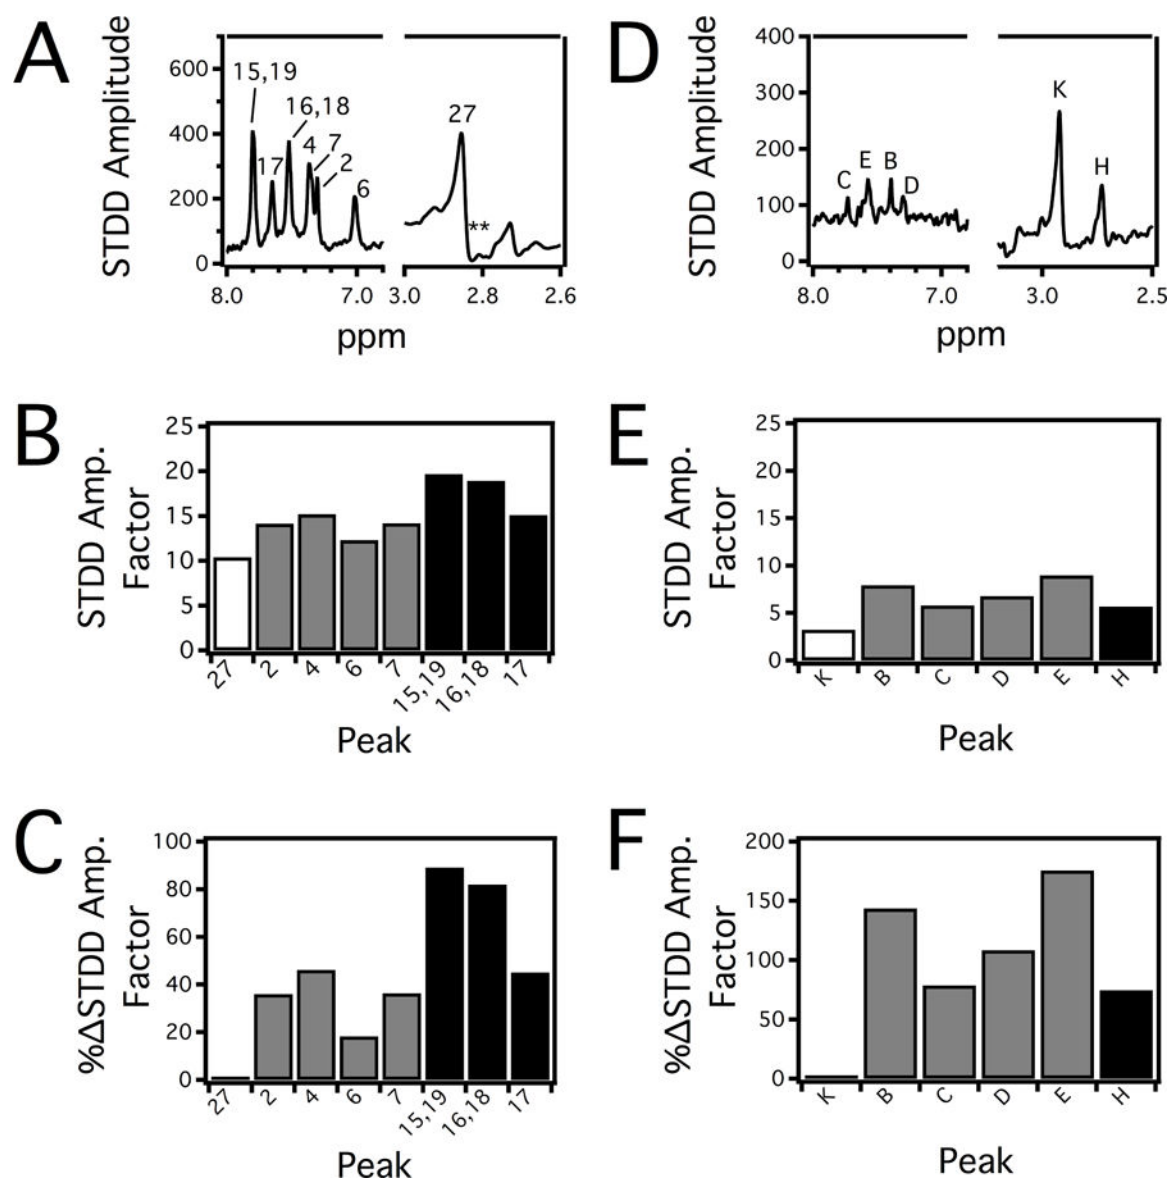 A
STDD Amplitude
600
400
200
0
15,19
17
16,18
4
7
2
6
27
**
8.0
7.0
3.0
2.8
2.6
ppm
D
STDD Amplitude
400
300
200
100
0
C
E
B
D
K
H
8.0
7.0
3.0
2.5
ppm
B
STDD Amp.
Factor
25
20
15
10
5
0
27
2
4
6
7
15,19
16,18
17
Peak
E
STDD Amp.
Factor
25
20
15
10
5
0
K
B
C
D
E
H
Peak
C
%ΔSTDD Amp.
Factor
100
80
60
40
20
0
27
2
4
6
7
15,19
16,18
17
Peak
F
%ΔSTDD Amp.
Factor
200
150
100
50
0
K
B
C
D
E
H
Peak